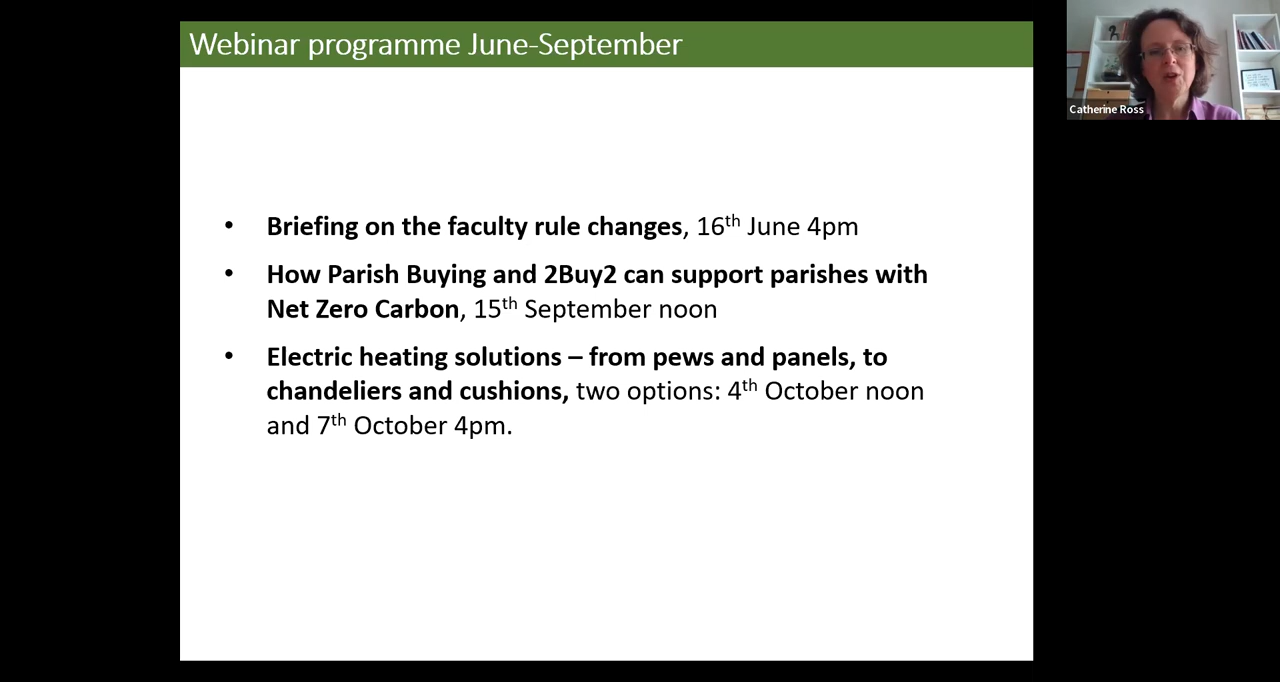 Webinar programme June-September
Catherine Ross
• Briefing on the faculty rule changes, 16th June 4pm
• How Parish Buying and 2Buy2 can support parishes with
Net Zero Carbon, 15th September noon
• Electric heating solutions – from pews and panels, to
chandeliers and cushions, two options: 4th October noon
and 7th October 4pm.